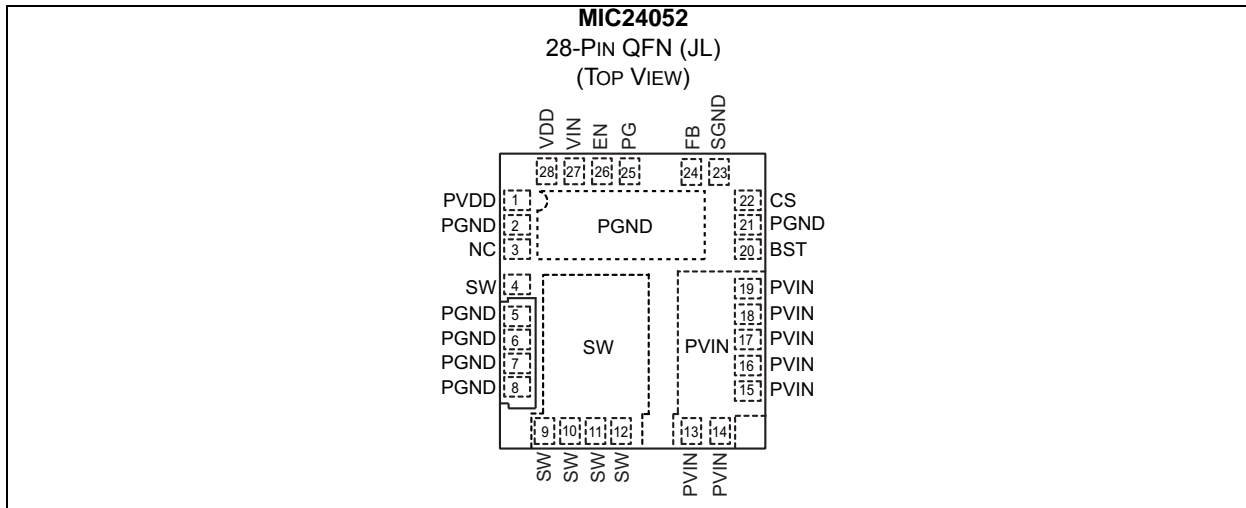 MIC24052
28-PIN QFN (JL)
(TOP VIEW)
VDD
VIN
EN
PG
FB
SGND
28
27
26
25
24
23
PVDD 1
PGND 2
NC 3
SW 4
PGND 5
PGND 6
PGND 7
PGND 8
PGND
SW
PVIN
22 CS
21 PGND
20 BST
19 PVIN
18 PVIN
17 PVIN
16 PVIN
15 PVIN
9
10
11
12
13
14
SW
SW
SW
SW
PVIN
PVIN